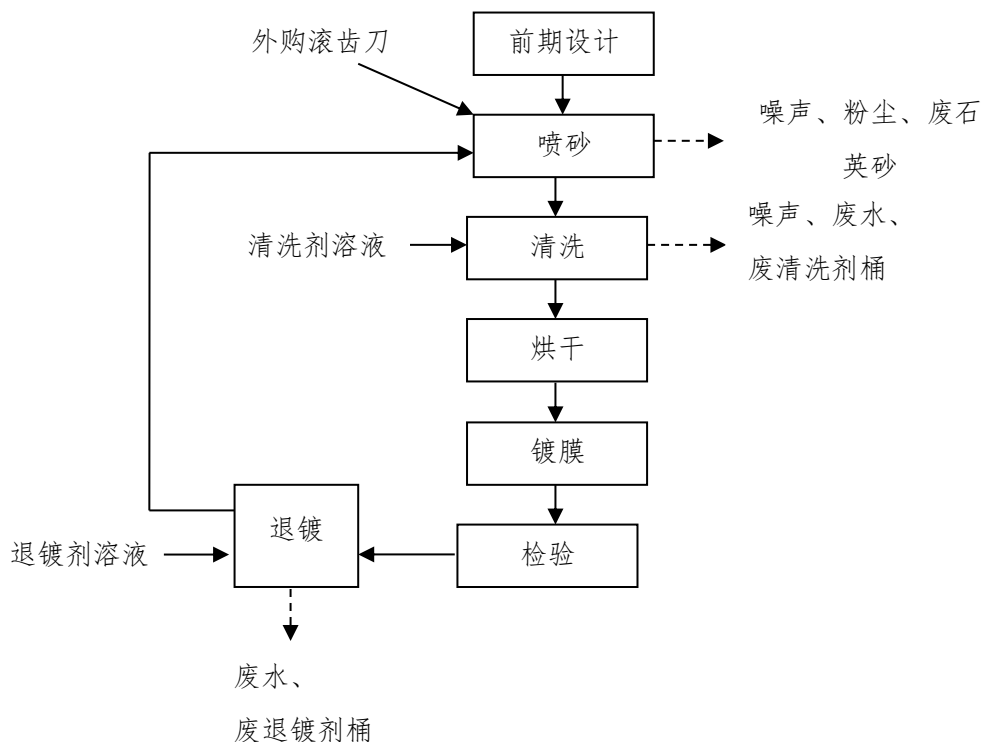 外购滚齿刀
前期设计
喷砂
噪声、粉尘、废石
英砂
清洗剂溶液
清洗
噪声、废水、
废清洗剂桶
烘干
镀膜
退镀
退镀剂溶液
检验
废水、
废退镀剂桶